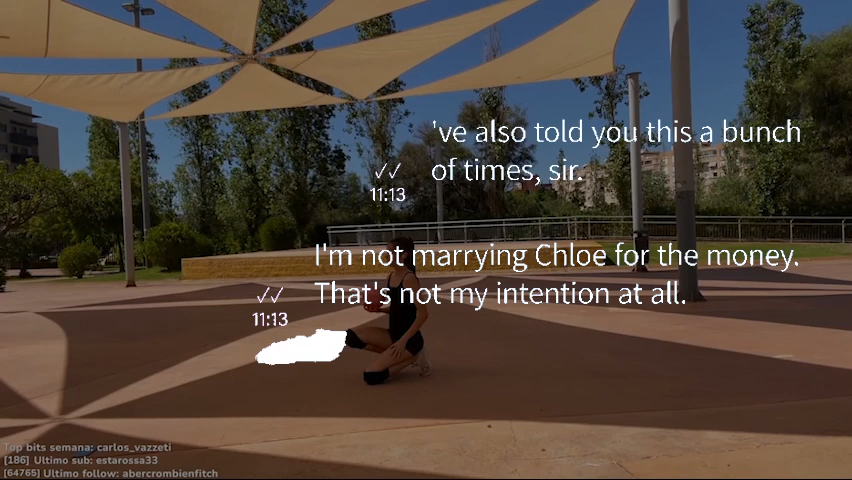 've also told you this a bunch
of times, sir.
✓✓
11:13
I'm not marrying Chloe for the money.
That's not my intention at all.
✓✓
11:13
Top bits semana: carlos_vazzeti
[186] Ultimo sub: estarossa33
[64765] Ultimo follow: abercrombienfitch